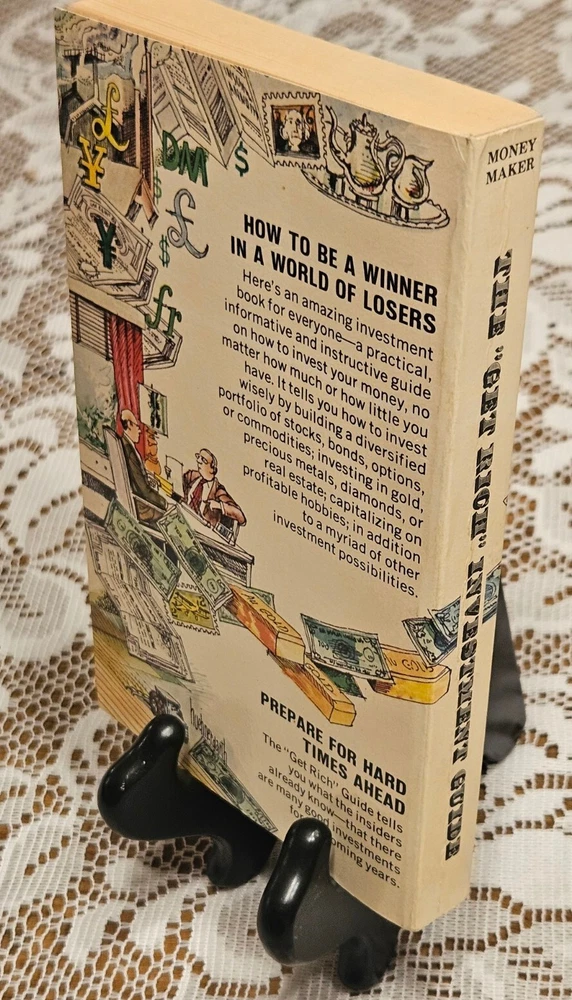 £
¥
DM
$
$
£
¥
$
fr
HOW TO BE A WINNER
IN A WORLD OF LOSERS
Here's an amazing investment
book for everyone—a practical,
informative and instructive guide
on how to invest your money, no
matter how much or how little you
have. It tells you how to invest
wisely by building a diversified
portfolio of stocks, bonds, options,
or commodities; investing in gold,
precious metals, diamonds, or
real estate; capitalizing on
profitable hobbies; in addition
to a myriad of other
investment possibilities.
GOLD
PREPARE FOR HARD
TIMES AHEAD
The "Get Rich" Guide tells
you what the insiders
already know—that there
are many good investments
for coming years.
MONEY
MAKER
THE "GET RICH" INVESTMENT GUIDE